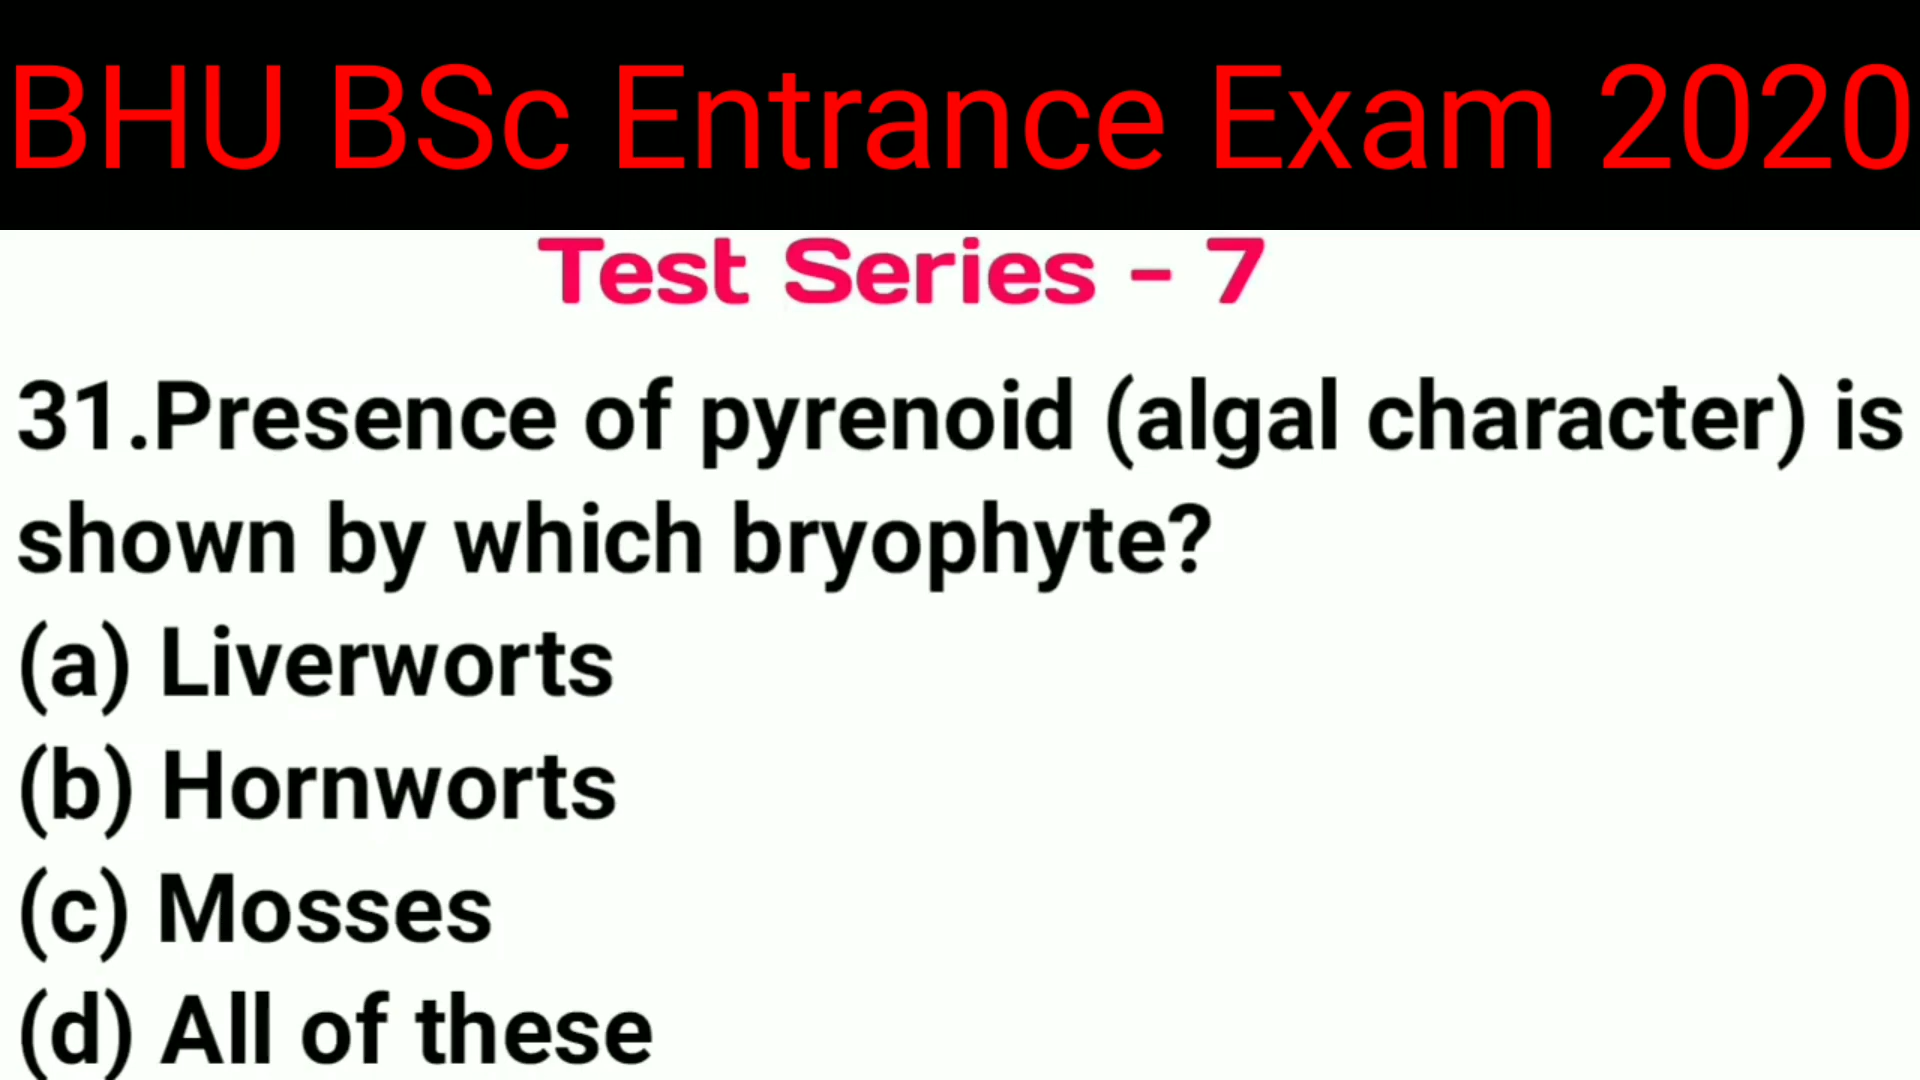 BHU BSc Entrance Exam 2020
Test Series - 7
31.Presence of pyrenoid (algal character) is
shown by which bryophyte?
(a) Liverworts
(b) Hornworts
(c) Mosses
(d) All of these